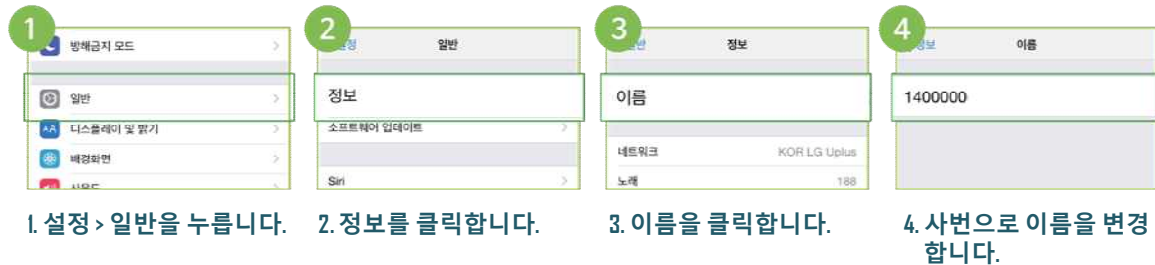 1
방해금지 모드
일반
AA 디스플레이 및 밝기
배경화면
2
일반
정보
소프트웨어 업데이트
Siri
3
정보
이름
네트워크 KOR LG Uplus
노래 188
4
이름
1400000
1. 설정 > 일반을 누릅니다.
2. 정보를 클릭합니다.
3. 이름을 클릭합니다.
4. 사번으로 이름을 변경
합니다.